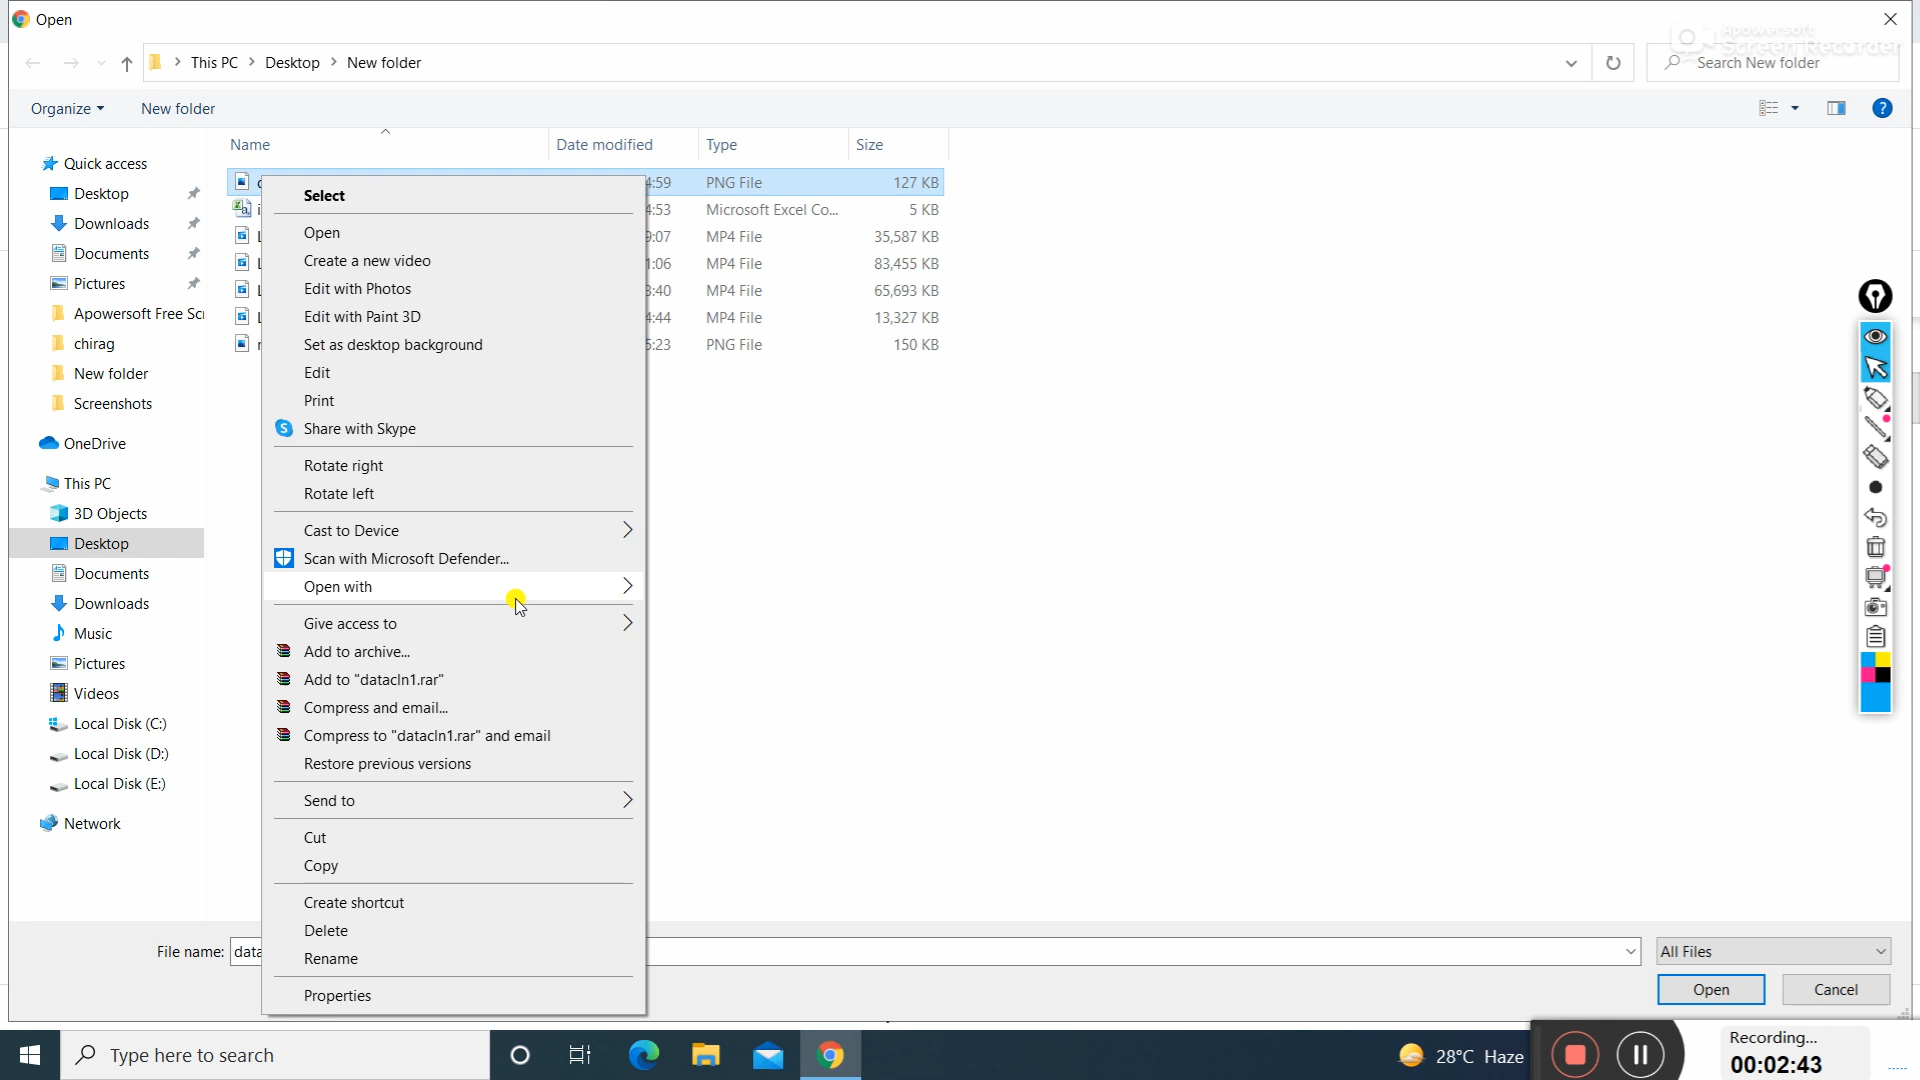 Open
Apowersoft
Screen Recorder
This PC
Desktop
New folder
Search New folder
Organize
New folder
Name
Date modified
Type
Size
Quick access
Desktop
Downloads
Documents
Pictures
Apowersoft Free Scr
chirag
New folder
Screenshots
OneDrive
This PC
3D Objects
Desktop
Documents
Downloads
Music
Pictures
Videos
Local Disk (C:)
Local Disk (D:)
Local Disk (E:)
Network
4:59 PNG File 127 KB
4:53 Microsoft Excel Co... 5 KB
9:07 MP4 File 35,587 KB
1:06 MP4 File 83,455 KB
3:40 MP4 File 65,693 KB
4:44 MP4 File 13,327 KB
5:23 PNG File 150 KB
Select
Open
Create a new video
Edit with Photos
Edit with Paint 3D
Set as desktop background
Edit
Print
Share with Skype
Rotate right
Rotate left
Cast to Device
Scan with Microsoft Defender...
Open with
Give access to
Add to archive...
Add to "datacln1.rar"
Compress and email...
Compress to "datacln1.rar" and email
Restore previous versions
Send to
Cut
Copy
Create shortcut
Delete
Rename
Properties
File name: data
All Files
Open
Cancel
Type here to search
28°C Haze
Recording...
00:02:43